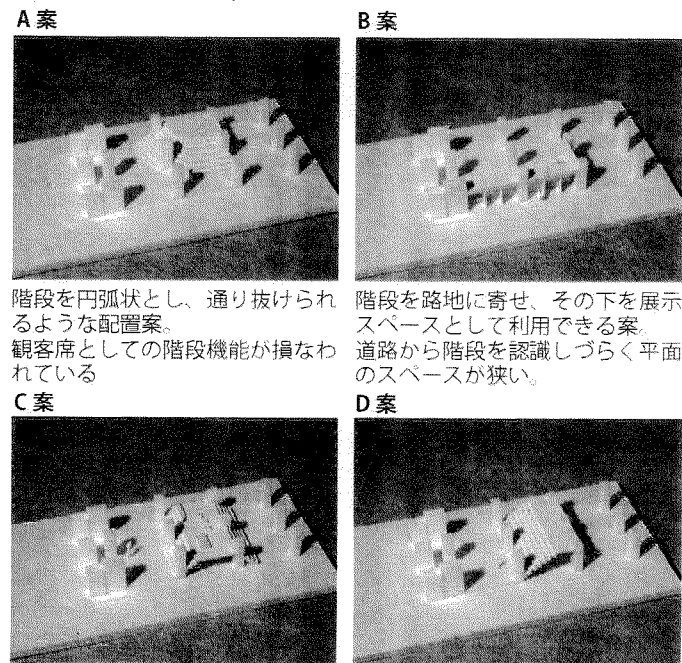 A案
階段を円弧状とし、通り抜けられ
るような配置案。
観客席としての階段機能が損なわ
れている
B案
階段を路地に寄せ、その下を展示
スペースとして利用できる案。
道路から階段を認識しづらく平面
のスペースが狭い。
C案
D案